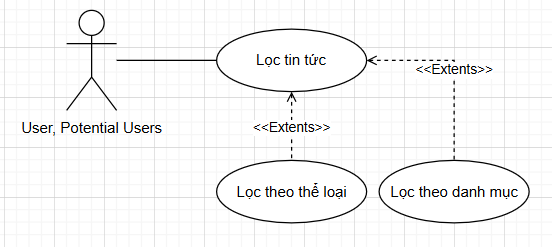 Lọc tin tức
<<Extents>>
<<Extents>>
User, Potential Users
Lọc theo thể loại
Lọc theo danh mục